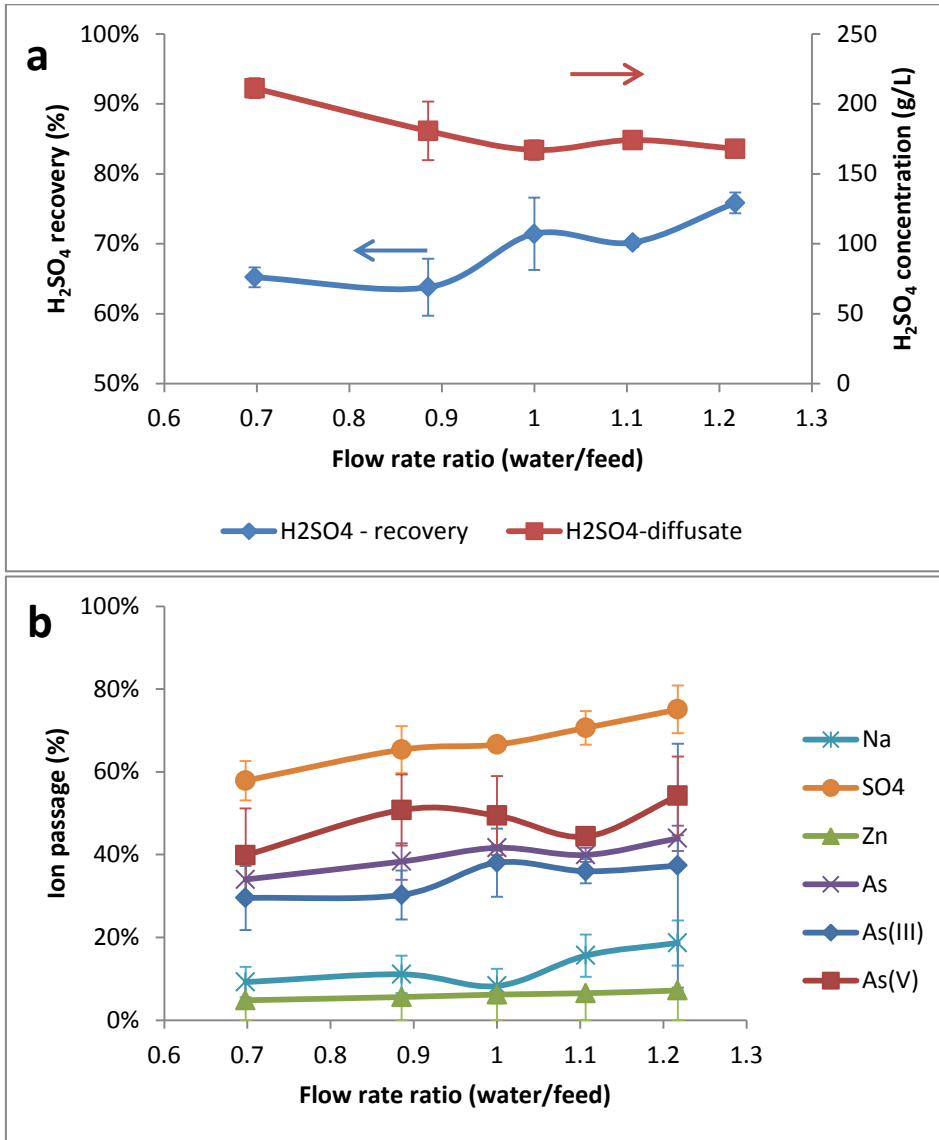 a
100%
90%
80%
70%
60%
50%
H₂SO₄ recovery (%)
250
200
150
100
50
0
H₂SO₄ concentration (g/L)
0.6 0.7 0.8 0.9 1 1.1 1.2 1.3
Flow rate ratio (water/feed)
H2SO4 - recovery H2SO4-diffusate
b
100%
80%
60%
40%
20%
0%
Ion passage (%)
0.6 0.7 0.8 0.9 1 1.1 1.2 1.3
Flow rate ratio (water/feed)
Na
SO4
Zn
As
As(III)
As(V)